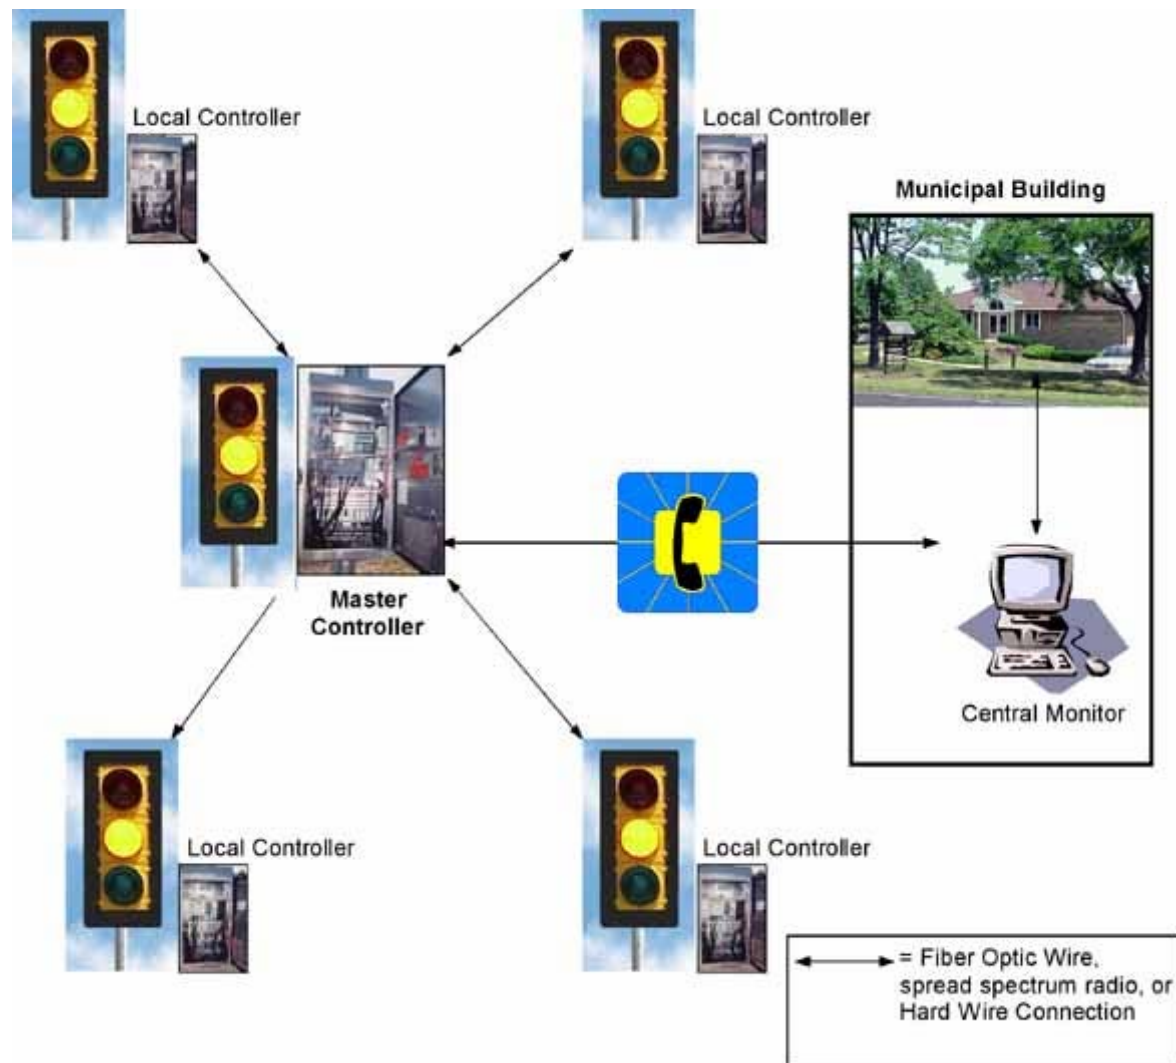 Local Controller
Local Controller
Municipal Building
Master
Controller
Central Monitor
Local Controller
Local Controller
= Fiber Optic Wire,
spread spectrum radio, or
Hard Wire Connection